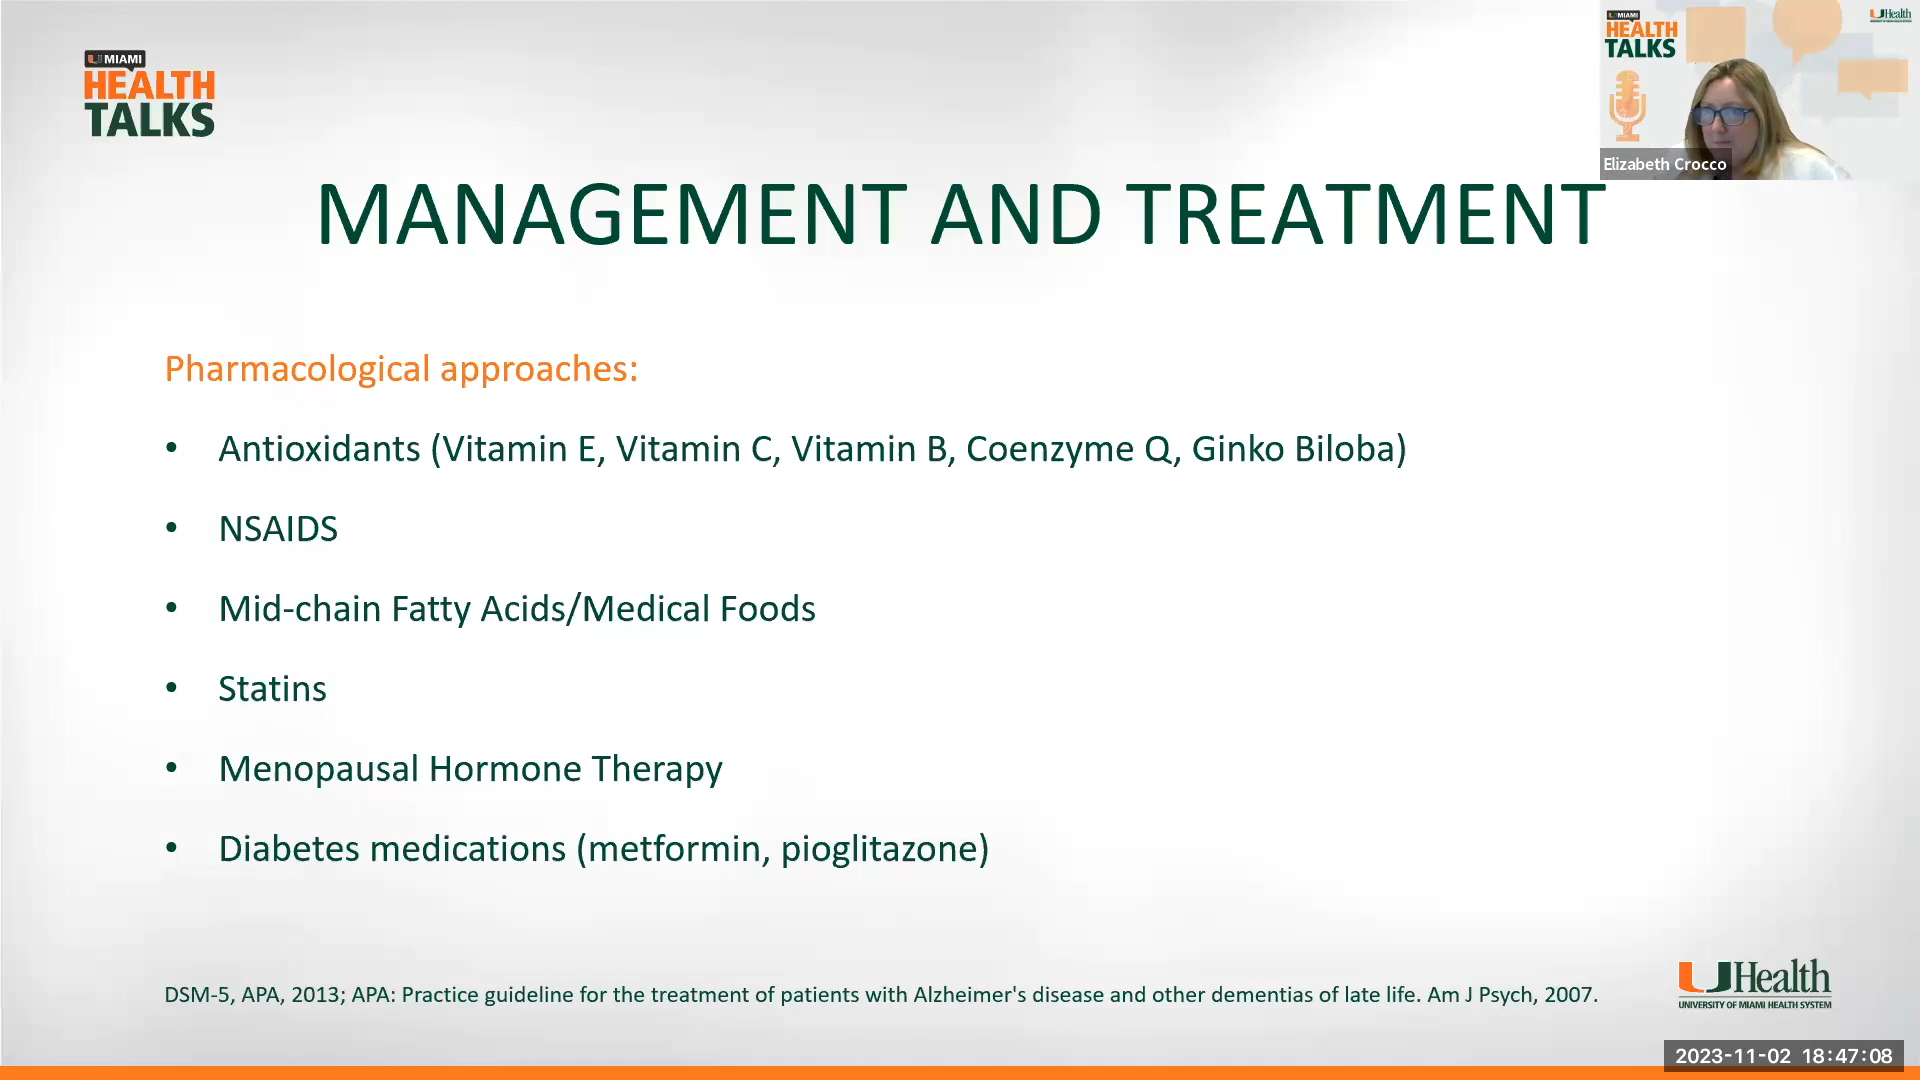 U MIAMI
HEALTH
TALKS
U MIAMI
HEALTH
TALKS
UHealth
Elizabeth Crocco
MANAGEMENT AND TREATMENT
Pharmacological approaches:
• Antioxidants (Vitamin E, Vitamin C, Vitamin B, Coenzyme Q, Ginko Biloba)
• NSAIDS
• Mid-chain Fatty Acids/Medical Foods
• Statins
• Menopausal Hormone Therapy
• Diabetes medications (metformin, pioglitazone)
DSM-5, APA, 2013; APA: Practice guideline for the treatment of patients with Alzheimer's disease and other dementias of late life. Am J Psych, 2007.
UHealth
UNIVERSITY OF MIAMI HEALTH SYSTEM
2023-11-02 18:47:08